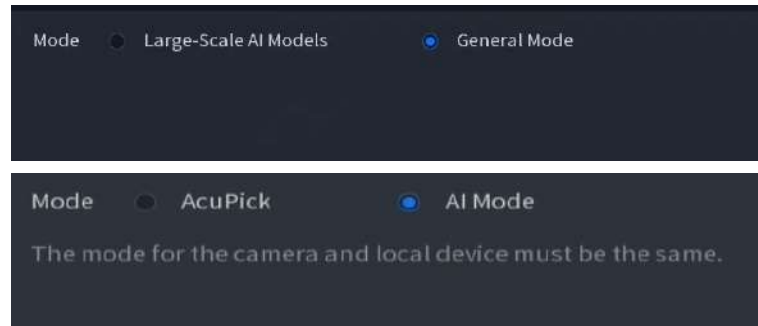 Mode Large-Scale AI Models General Mode
Mode AcuPick AI Mode
The mode for the camera and local device must be the same.